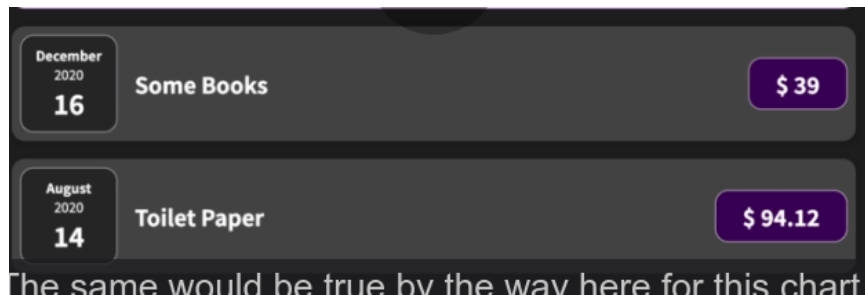 December
2020
16
Some Books
$ 39
August
2020
14
Toilet Paper
$ 94.12
The same would be true by the way here for this chart